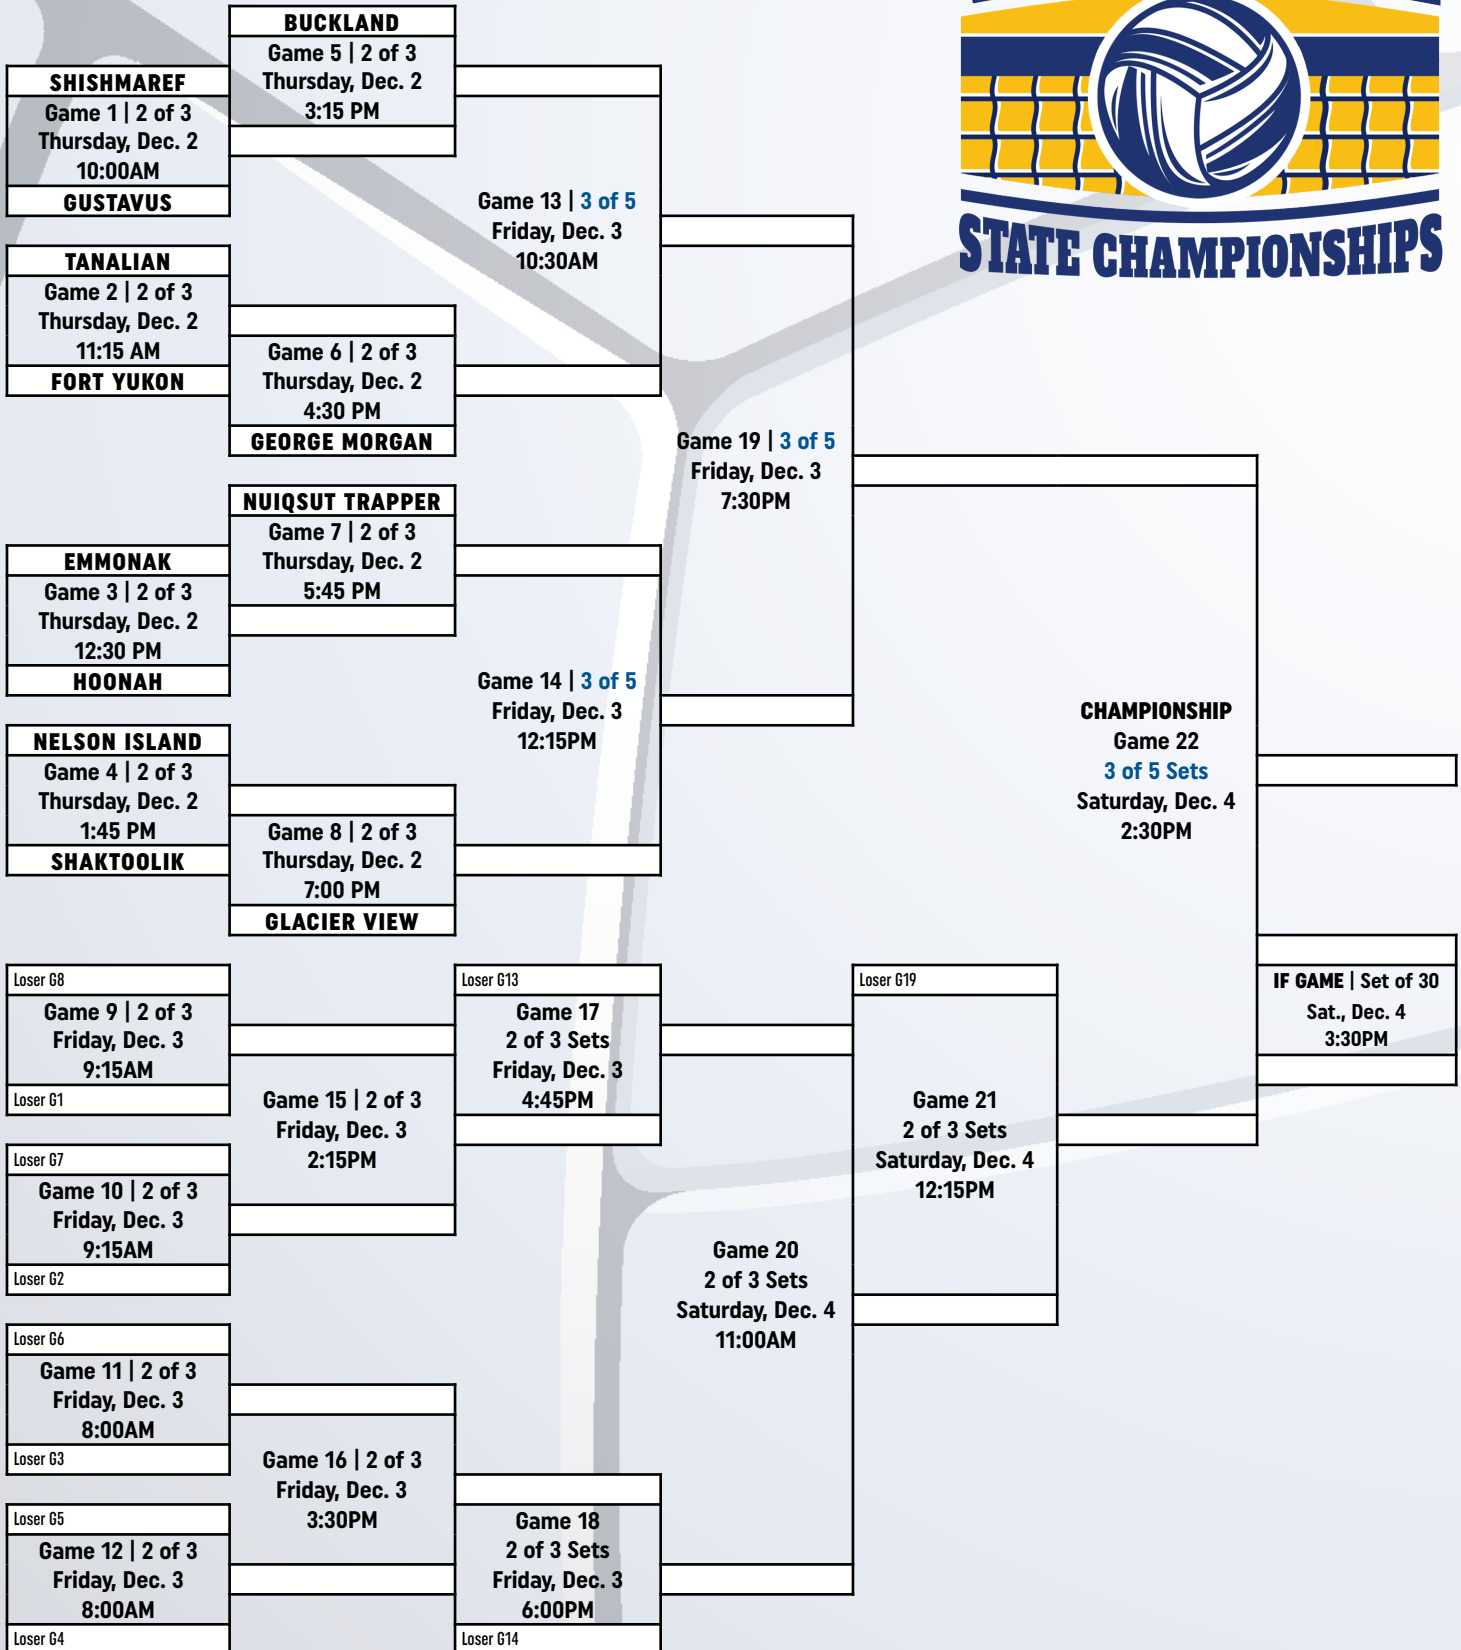 STATE CHAMPIONSHIPS
BUCKLAND
Game 5 | 2 of 3
Thursday, Dec. 2
3:15 PM
SHISHMAREF
Game 1 | 2 of 3
Thursday, Dec. 2
10:00AM
GUSTAVUS
TANALIAN
Game 2 | 2 of 3
Thursday, Dec. 2
11:15 AM
FORT YUKON
Game 6 | 2 of 3
Thursday, Dec. 2
4:30 PM
GEORGE MORGAN
Game 13 | 3 of 5
Friday, Dec. 3
10:30AM
NUIQSUT TRAPPER
Game 7 | 2 of 3
Thursday, Dec. 2
5:45 PM
EMMONAK
Game 3 | 2 of 3
Thursday, Dec. 2
12:30 PM
HOONAH
NELSON ISLAND
Game 4 | 2 of 3
Thursday, Dec. 2
1:45 PM
SHAKTOOLIK
Game 8 | 2 of 3
Thursday, Dec. 2
7:00 PM
GLACIER VIEW
Game 14 | 3 of 5
Friday, Dec. 3
12:15PM
Game 19 | 3 of 5
Friday, Dec. 3
7:30PM
CHAMPIONSHIP
Game 22
3 of 5 Sets
Saturday, Dec. 4
2:30PM
IF GAME | Set of 30
Sat., Dec. 4
3:30PM
Loser G8
Game 9 | 2 of 3
Friday, Dec. 3
9:15AM
Loser G1
Loser G7
Game 10 | 2 of 3
Friday, Dec. 3
9:15AM
Loser G2
Game 15 | 2 of 3
Friday, Dec. 3
2:15PM
Loser G13
Game 17
2 of 3 Sets
Friday, Dec. 3
4:45PM
Loser G6
Game 11 | 2 of 3
Friday, Dec. 3
8:00AM
Loser G3
Loser G5
Game 12 | 2 of 3
Friday, Dec. 3
8:00AM
Loser G4
Game 16 | 2 of 3
Friday, Dec. 3
3:30PM
Game 18
2 of 3 Sets
Friday, Dec. 3
6:00PM
Loser G14
Game 20
2 of 3 Sets
Saturday, Dec. 4
11:00AM
Loser G19
Game 21
2 of 3 Sets
Saturday, Dec. 4
12:15PM